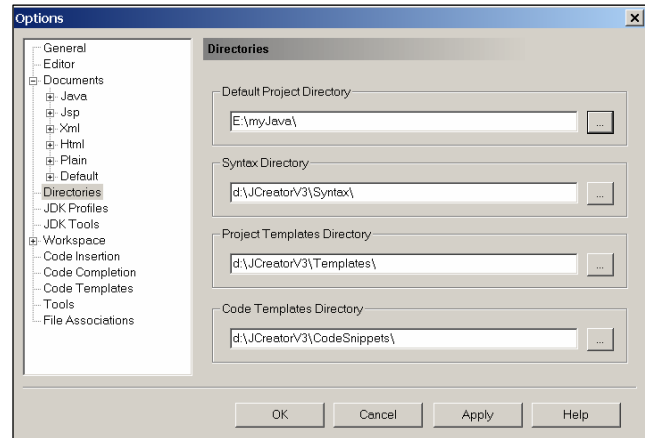 Options
General
Editor
Documents
Java
Jsp
Xml
Html
Plain
Default
Directories
JDK Profiles
JDK Tools
Workspace
Code Insertion
Code Completion
Code Templates
Tools
File Associations
Directories
Default Project Directory
E:\myJava\
...
Syntax Directory
d:\JCreatorV3\Syntax\
...
Project Templates Directory
d:\JCreatorV3\Templates\
...
Code Templates Directory
d:\JCreatorV3\CodeSnippets\
...
OK Cancel Apply Help